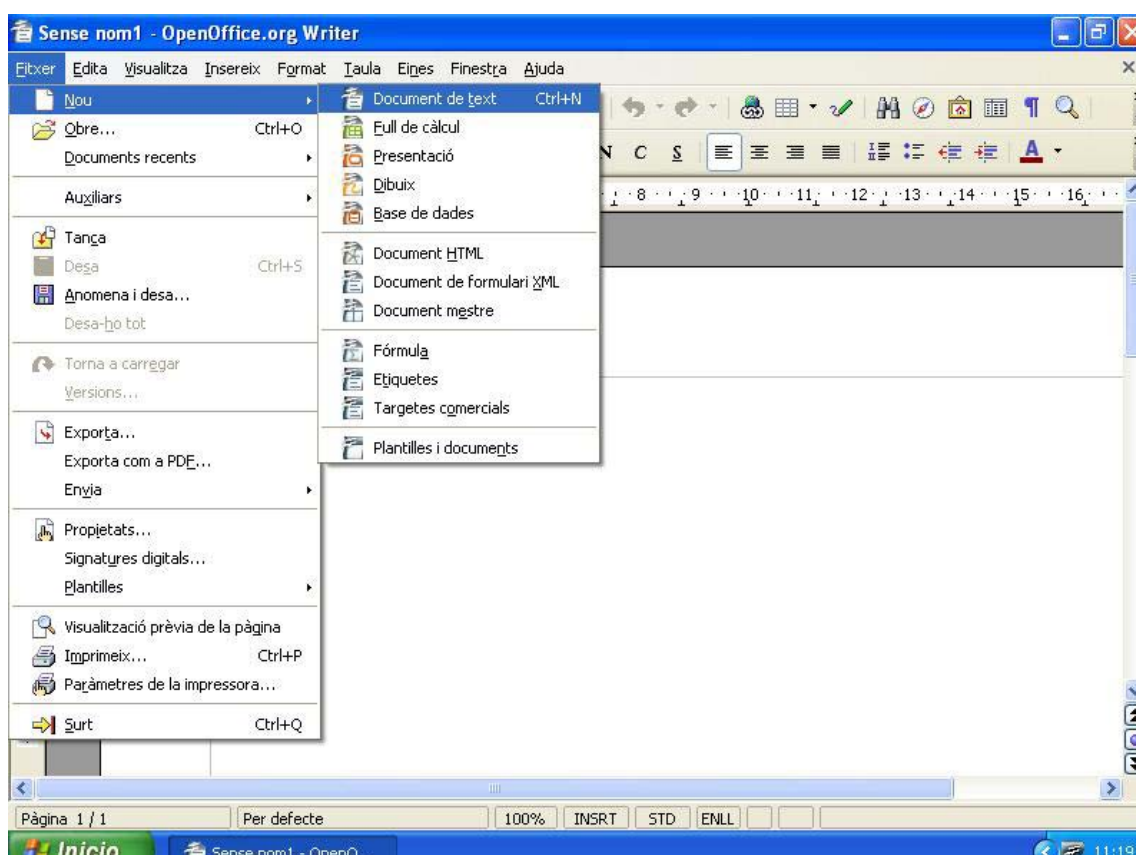 Sense nom1 - OpenOffice.org Writer
Fitxer Edita Visualitza Insereix Format Taula Eines Finestra Ajuda
Nou
Obre... Ctrl+O
Documents recents
Auxiliars
Tanca
Desa Ctrl+S
Anomena i desa...
Desa-ho tot
Torna a carregar
Versions...
Exporta...
Exporta com a PDF...
Envia
Propietats...
Signatures digitals...
Plantilles
Visualització prèvia de la pàgina
Imprimeix... Ctrl+P
Paràmetres de la impressora...
Surt Ctrl+Q
Document de text Ctrl+N
Full de càlcul
Presentació
Dibuix
Base de dades
Document HTML
Document de formulari XML
Document mestre
Fórmula
Etiquetes
Targetes comercials
Plantilles i documents
N C S A
8 9 10 11 12 13 14 15 16
Pàgina 1 / 1 Per defecte 100% INSRT STD ENLL
Inicio Sense nom1 - OpenO... 11:19